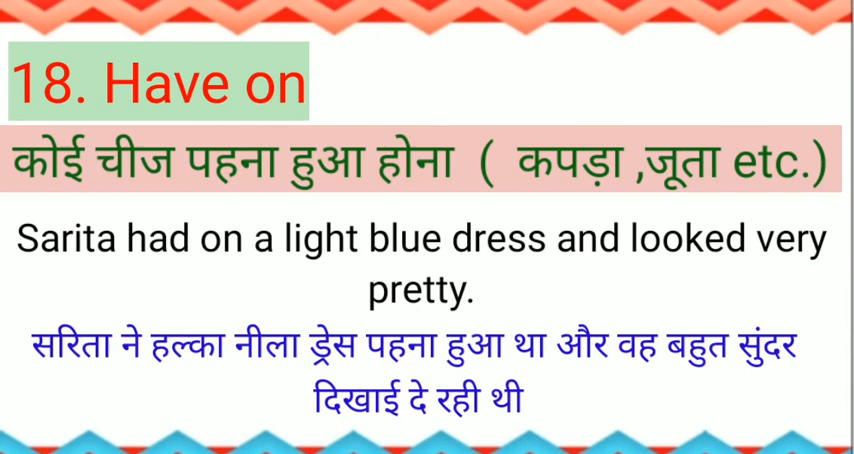 18. Have on
कोई चीज पहना हुआ होना ( कपड़ा ,जूता etc.)
Sarita had on a light blue dress and looked very
pretty.
सरिता ने हल्का नीला ड्रेस पहना हुआ था और वह बहुत सुंदर
दिखाई दे रही थी